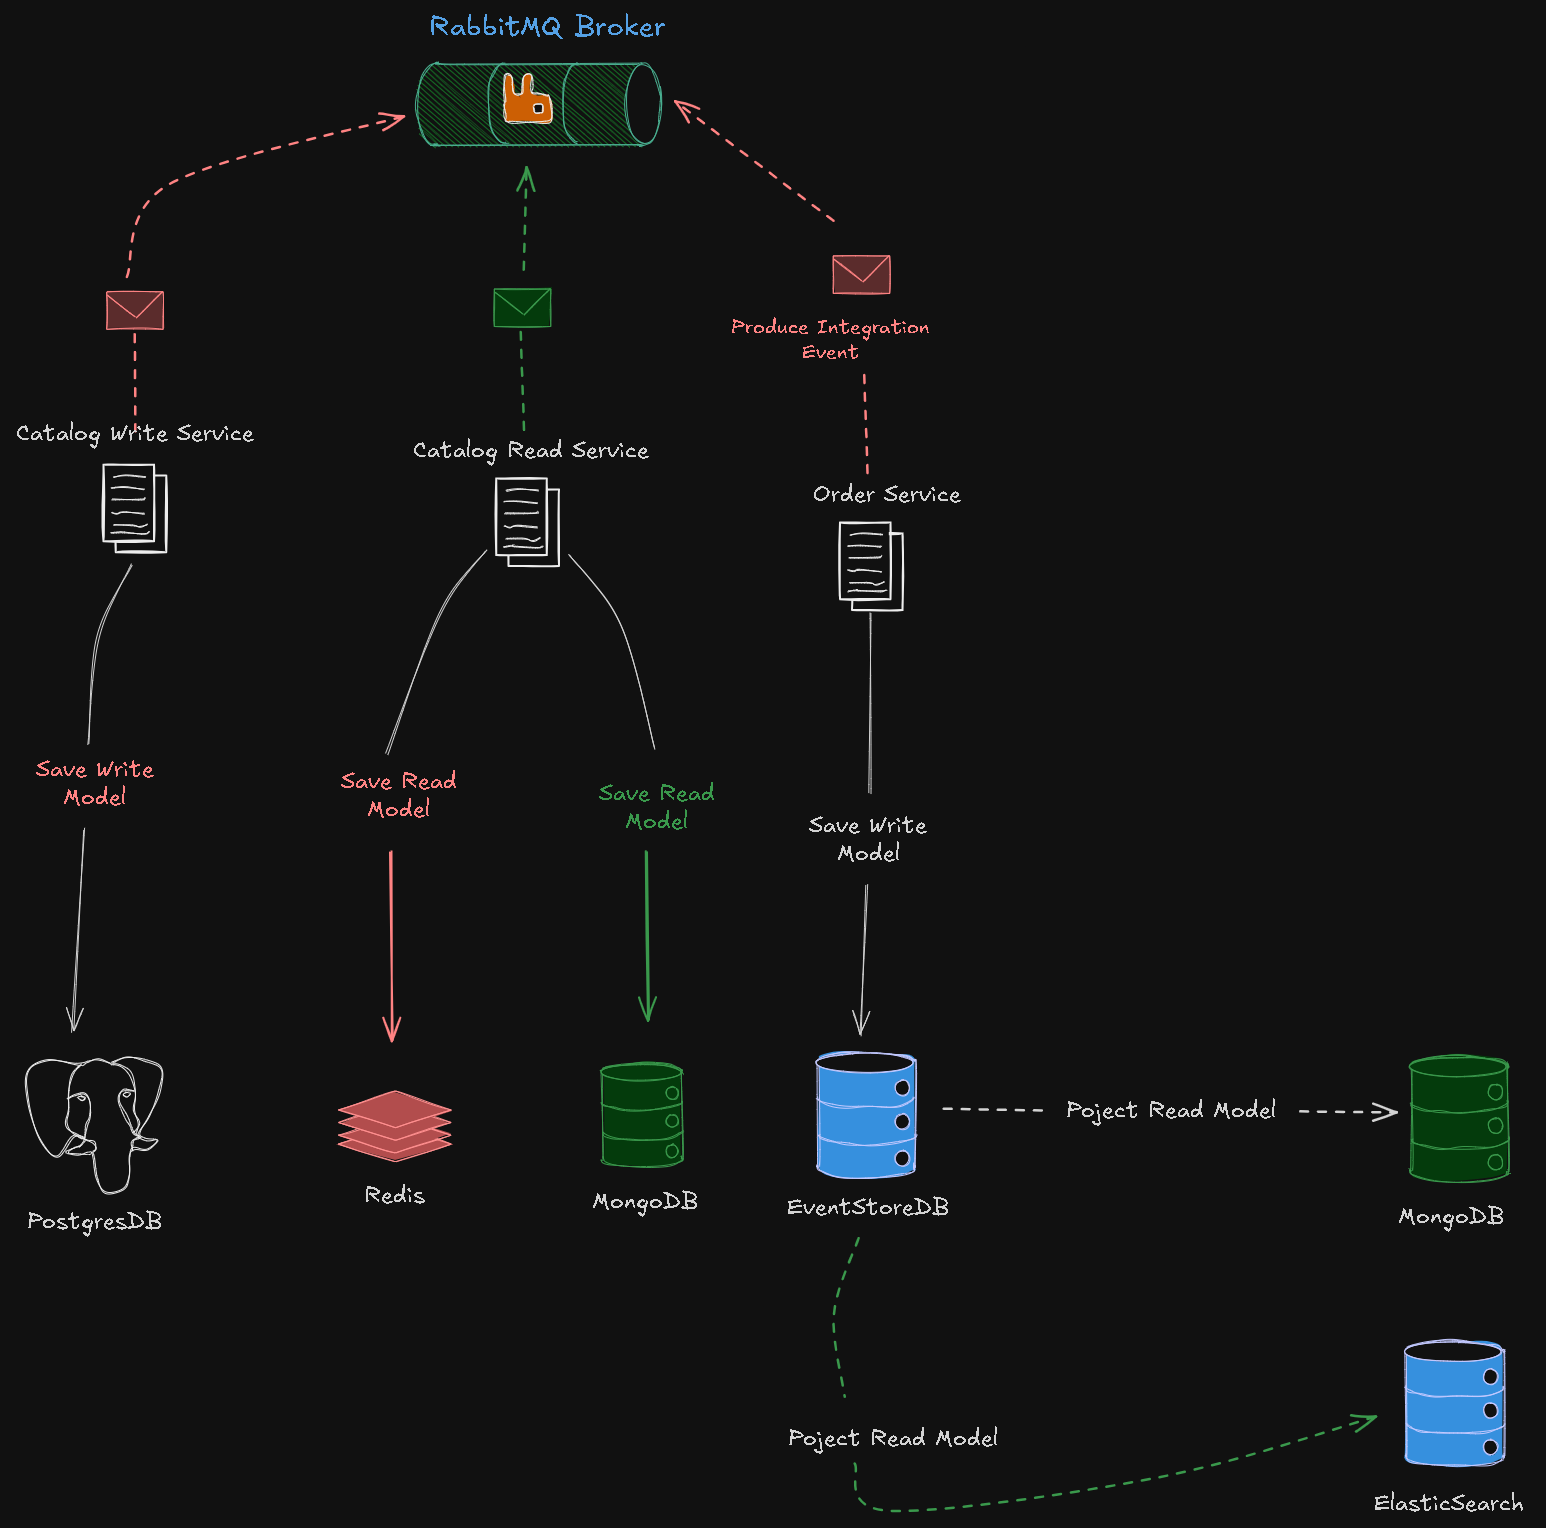 RabbitMQ Broker
Produce Integration
Event
Catalog Write Service
Catalog Read Service
Order Service
Save Write
Model
Save Read
Model
Save Read
Model
Save Write
Model
Poject Read Model
PostgresDB
Redis
MongoDB
EventStoreDB
MongoDB
Poject Read Model
ElasticSearch